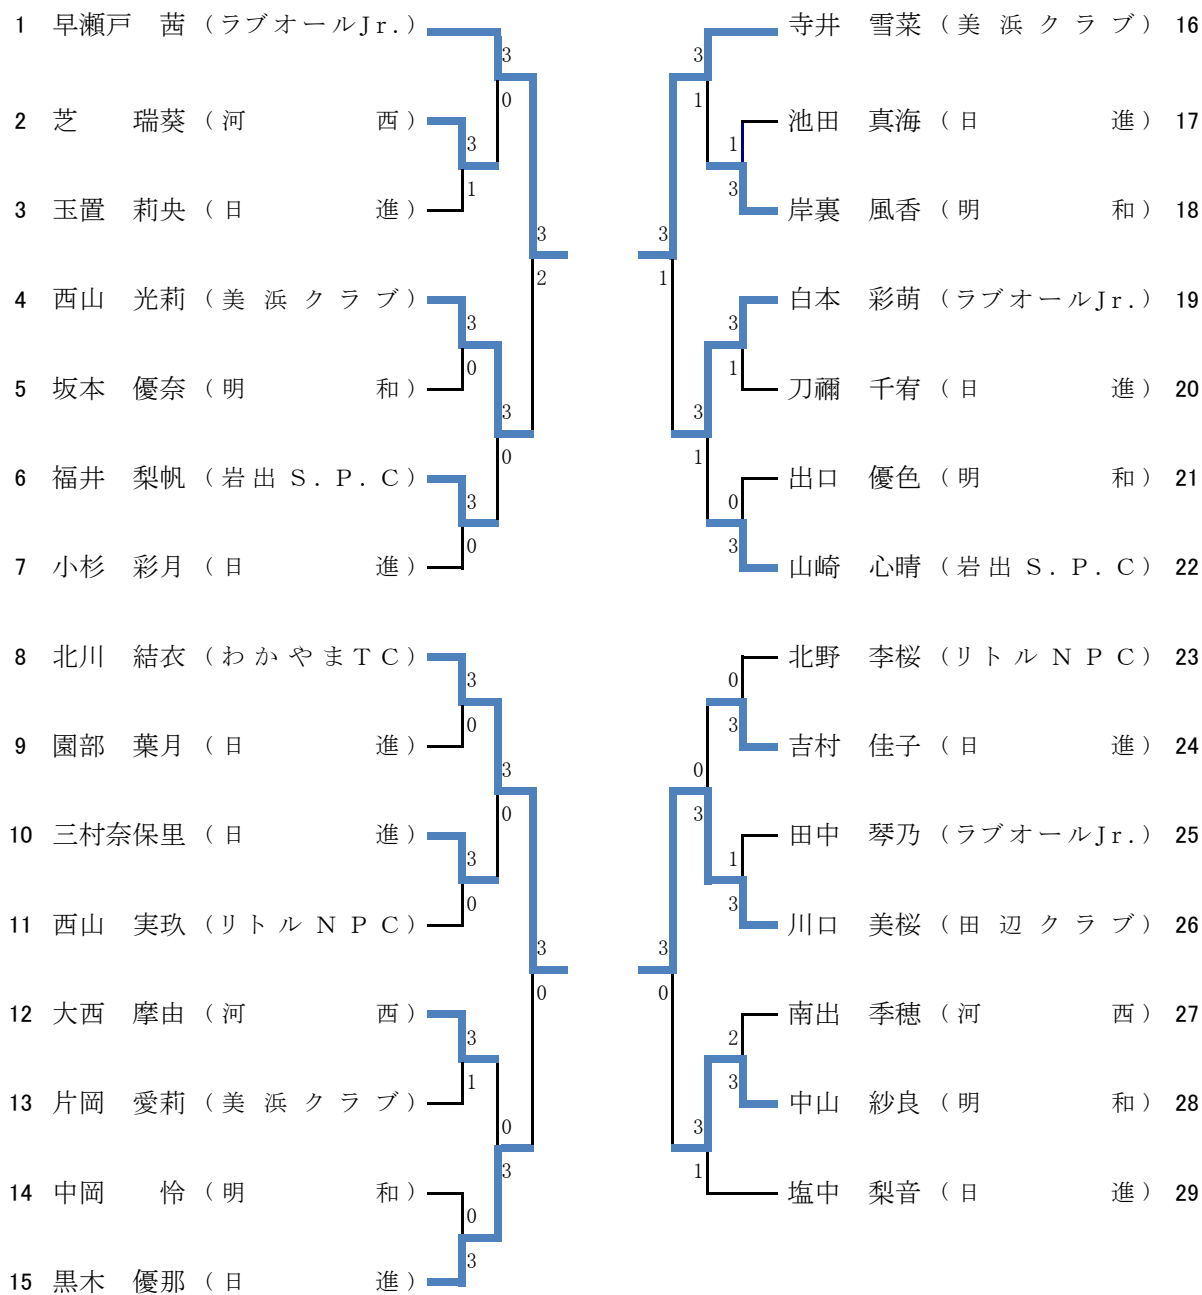 1 早瀬戸 茜 (ラブオールJr.)
3
0
2 芝 瑞葵 (河 西)
3
1
3 玉置 莉央 (日 進)
3
2
4 西山 光莉 (美浜クラブ)
3
0
5 坂本 優奈 (明 和)
3
0
6 福井 梨帆 (岩出S.P.C)
3
0
7 小杉 彩月 (日 進)
8 北川 結衣 (わかやまTC)
3
0
9 園部 葉月 (日 進)
3
0
10 三村奈保里 (日 進)
3
0
11 西山 実玖 (リトルNPC)
3
0
12 大西 摩由 (河 西)
3
1
13 片岡 愛莉 (美浜クラブ)
0
3
14 中岡 怜 (明 和)
0
3
15 黒木 優那 (日 進)
寺井 雪菜 (美浜クラブ) 16
3
1
池田 真海 (日 進) 17
1
3
岸裏 風香 (明 和) 18
3
1
白本 彩萌 (ラブオールJr.) 19
3
1
刀禰 千宥 (日 進) 20
3
1
出口 優色 (明 和) 21
0
3
山崎 心晴 (岩出S.P.C) 22
北野 李桜 (リトルNPC) 23
0
3
吉村 佳子 (日 進) 24
0
3
田中 琴乃 (ラブオールJr.) 25
1
3
川口 美桜 (田辺クラブ) 26
3
0
南出 季穂 (河 西) 27
2
3
中山 紗良 (明 和) 28
3
1
塩中 梨音 (日 進) 29